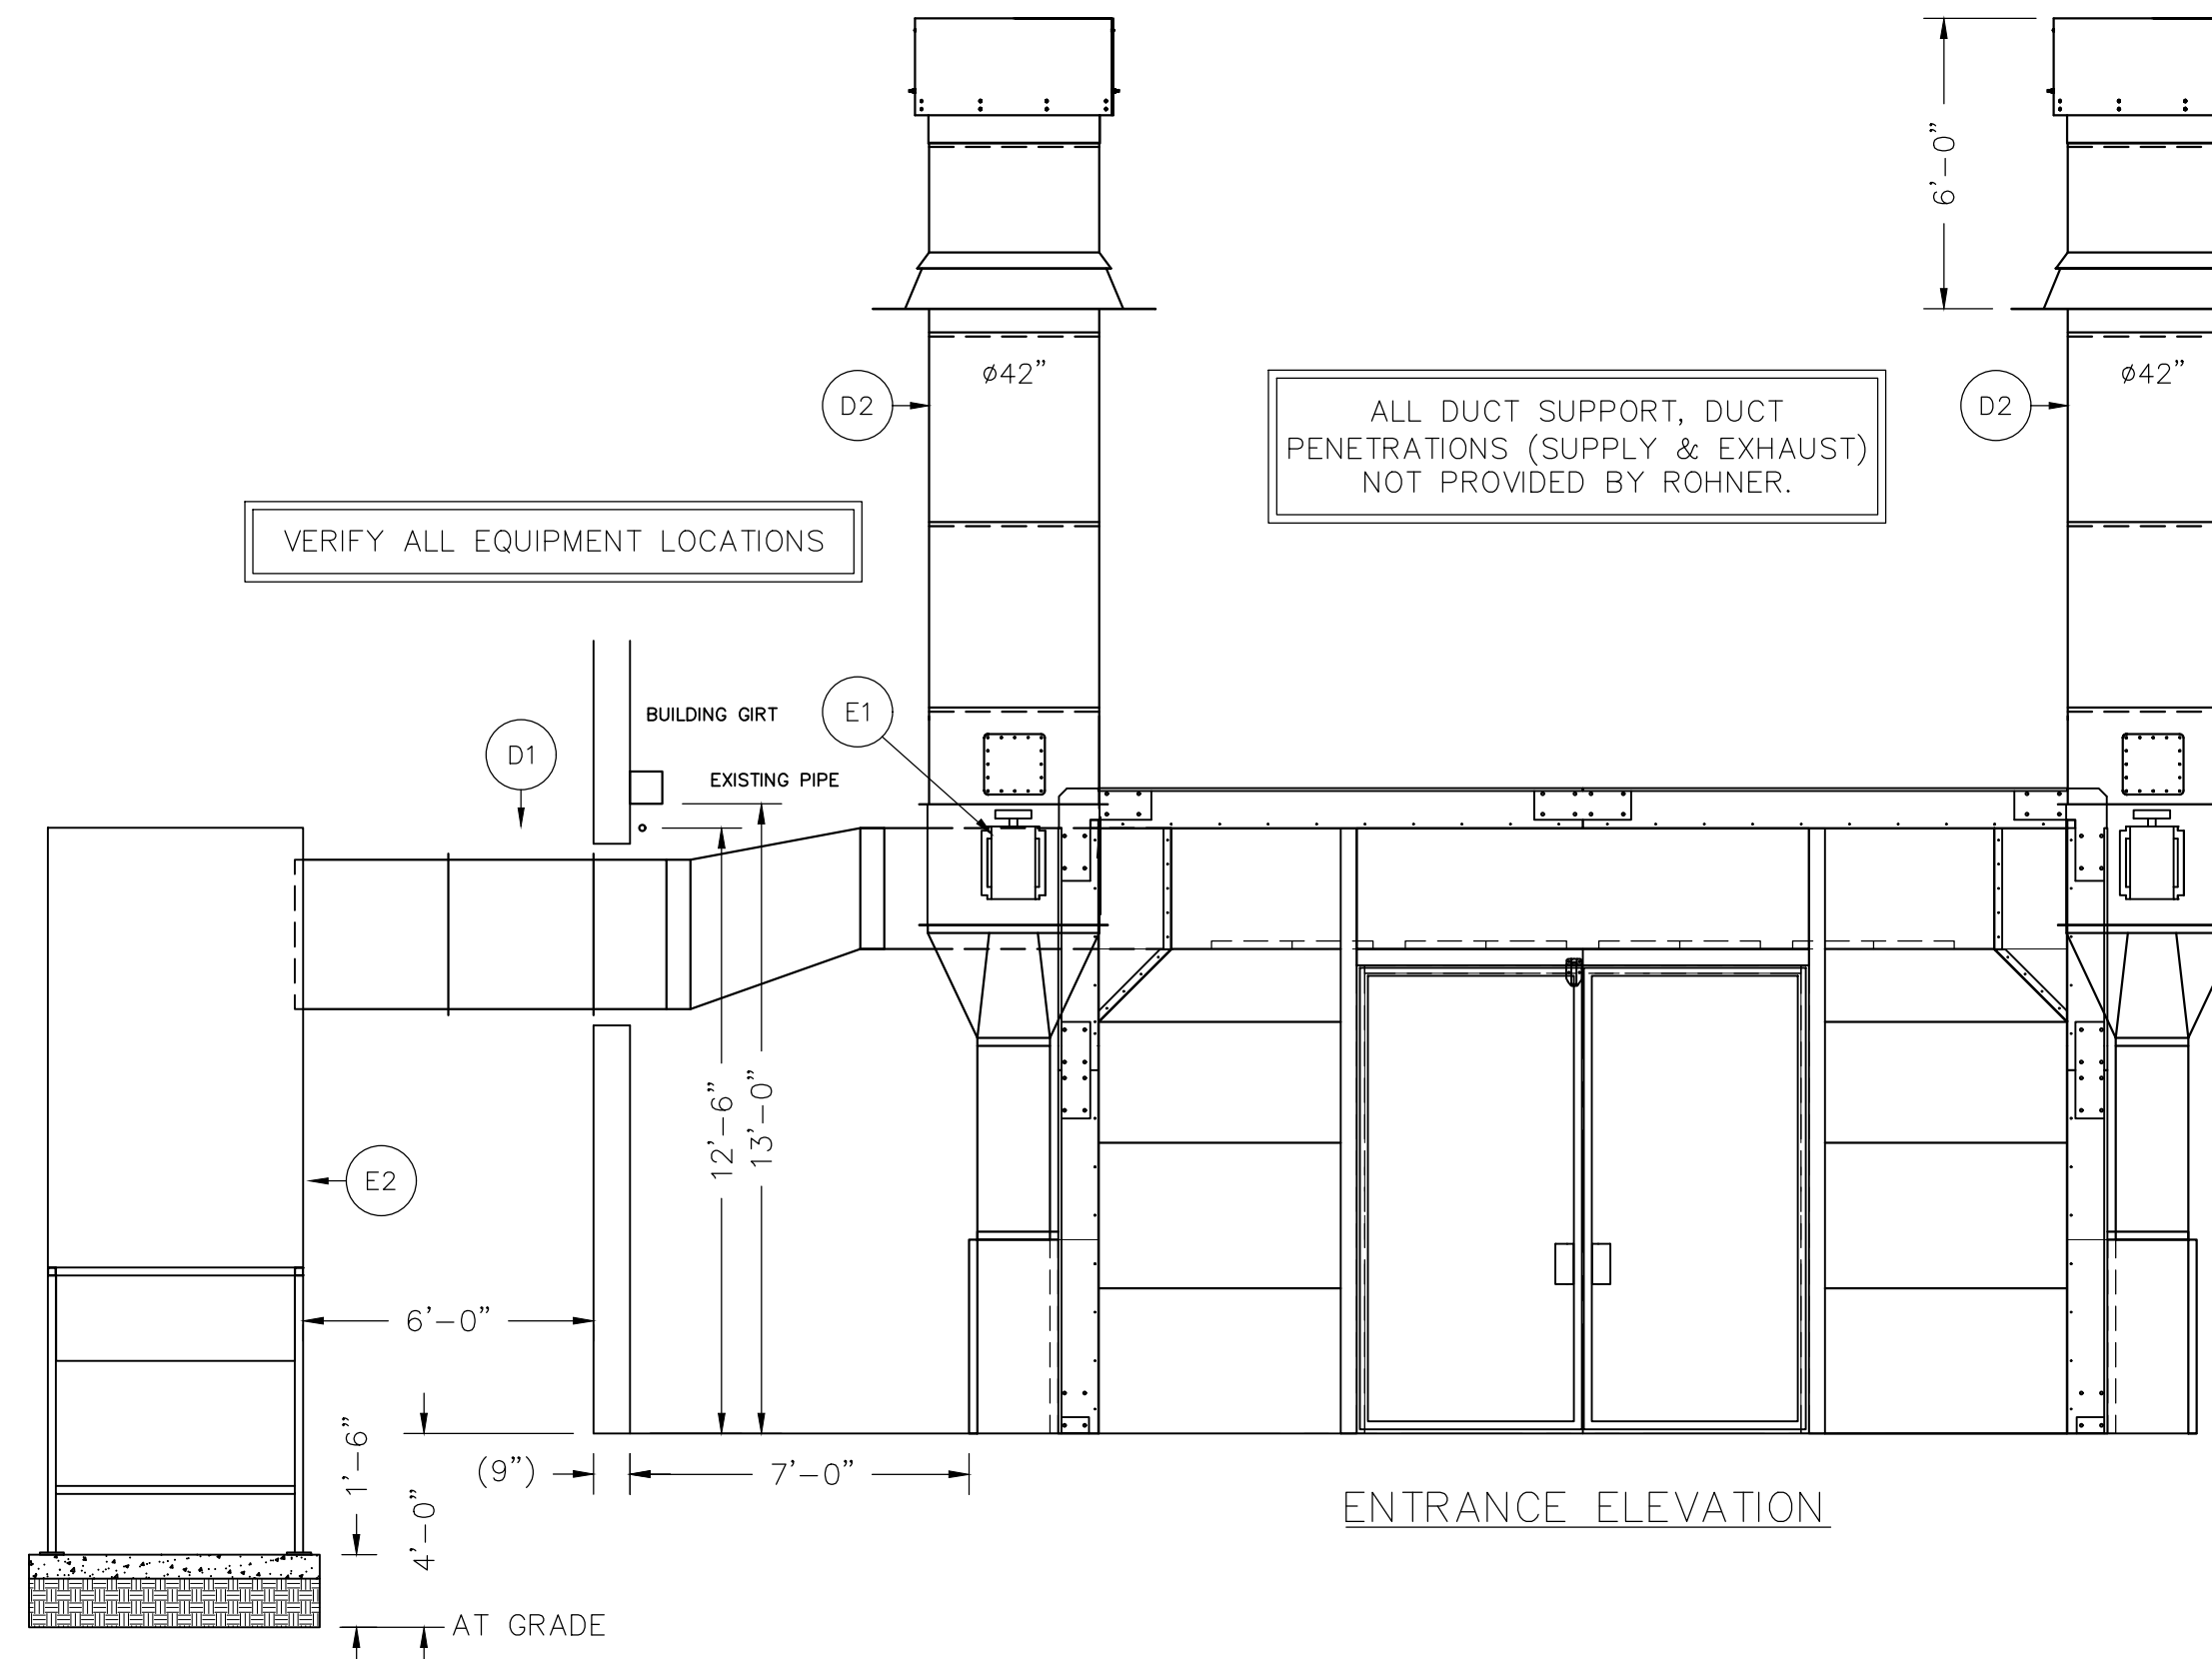 6'-0"
ø42"
ø42"
D2
D2
ALL DUCT SUPPORT, DUCT
PENETRATIONS (SUPPLY & EXHAUST)
NOT PROVIDED BY ROHNER.
VERIFY ALL EQUIPMENT LOCATIONS
BUILDING GIRT
E1
D1
EXISTING PIPE
12'-6"
13'-0"
E2
6'-0"
1'-6"
4'-0"
(9")
7'-0"
ENTRANCE ELEVATION
AT GRADE